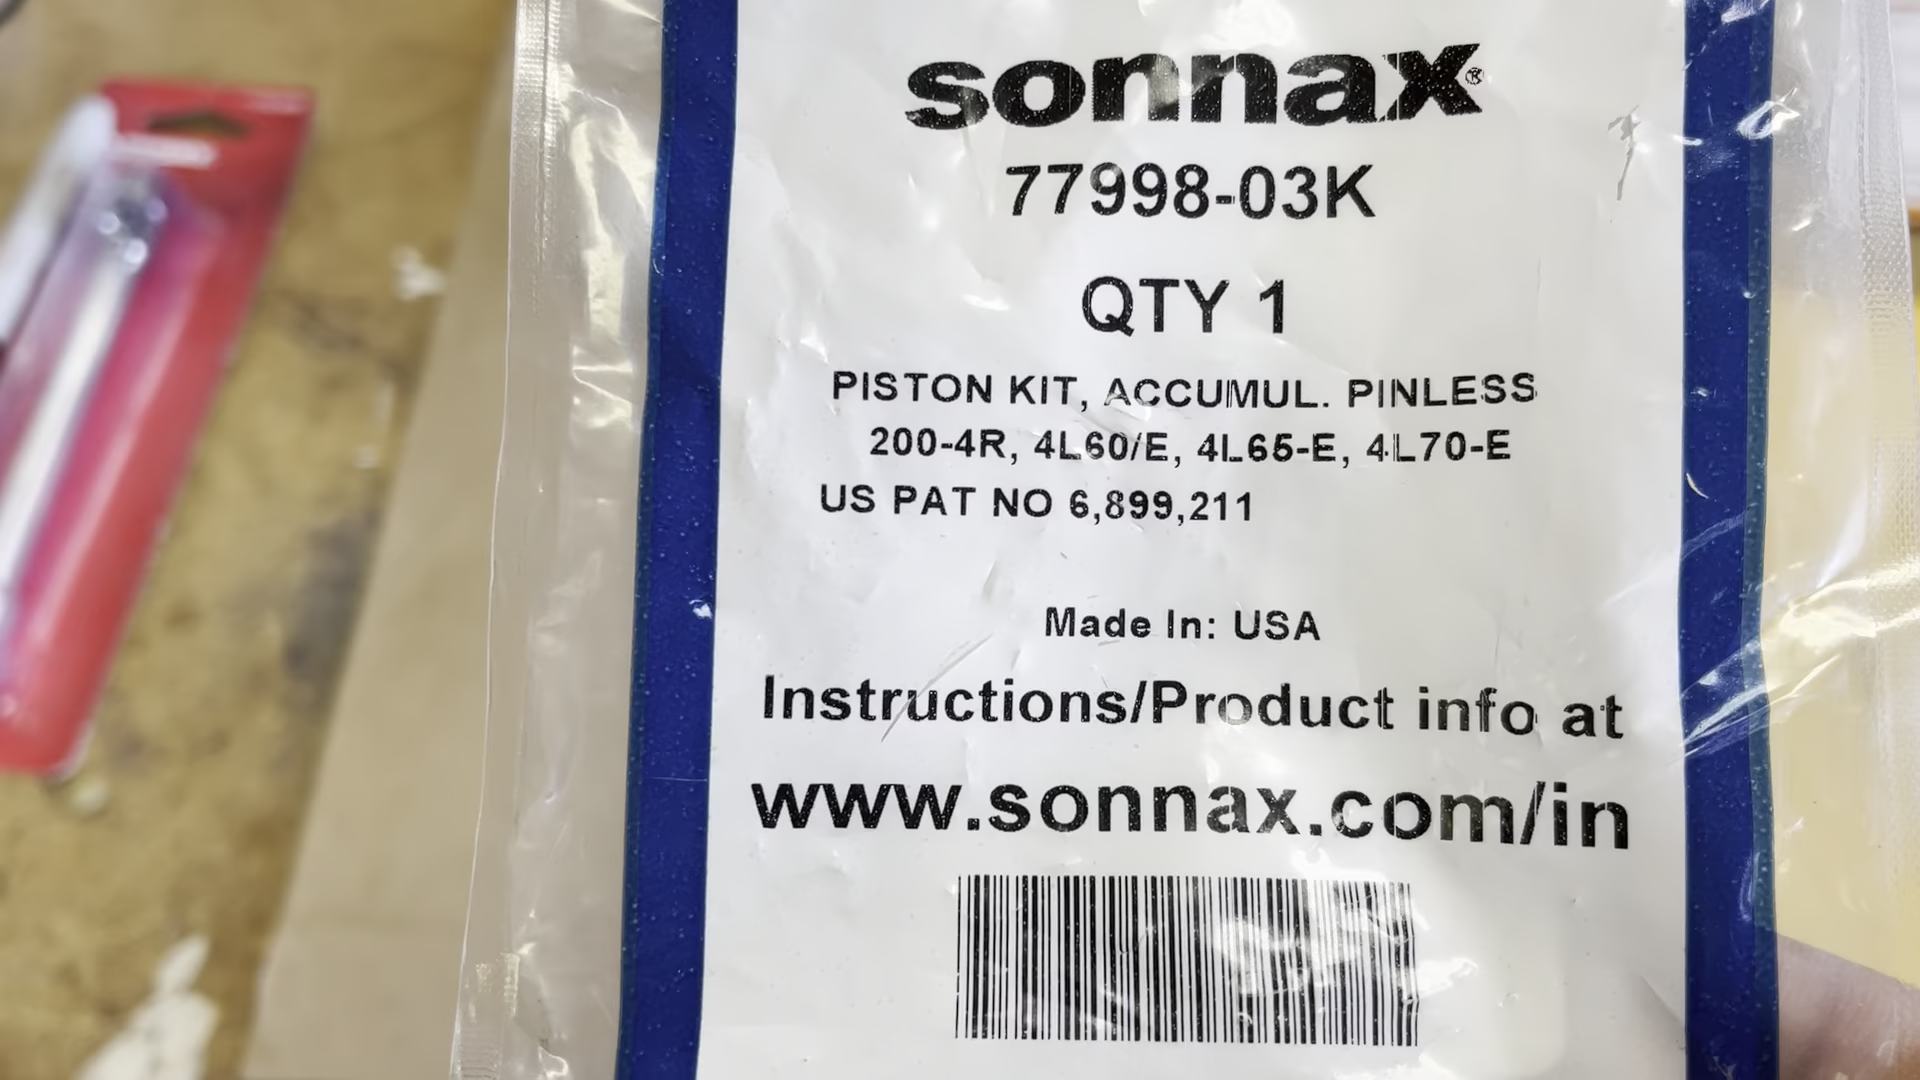 sonnax®
77998-03K
QTY 1
PISTON KIT, ACCUMUL. PINLESS
200-4R, 4L60/E, 4L65-E, 4L70-E
US PAT NO 6,899,211
Made In: USA
Instructions/Product info at
www.sonnax.com/in